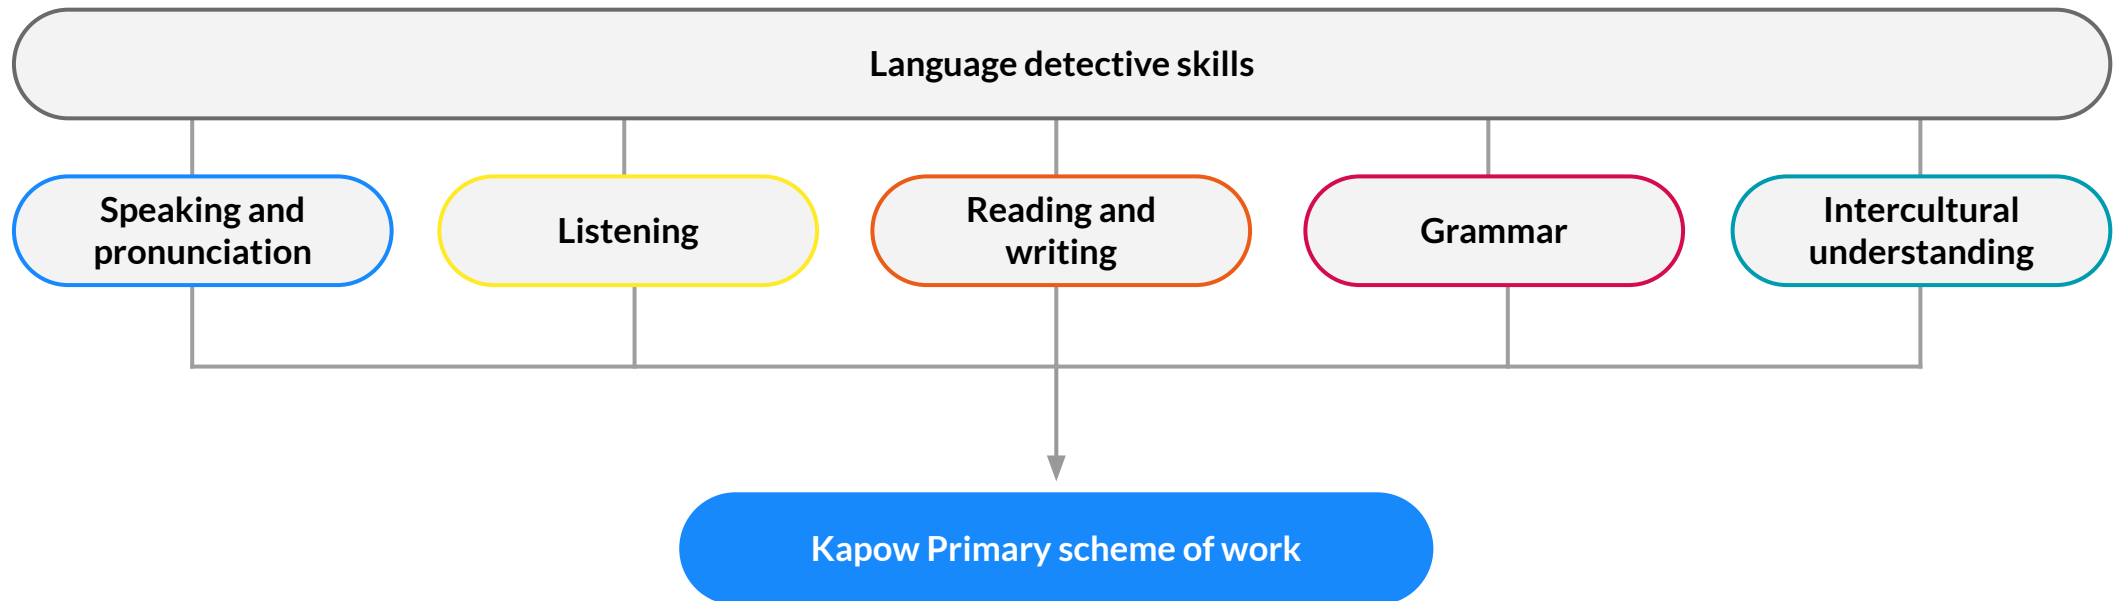 Language detective skills
Speaking and
pronunciation
Listening
Reading and
writing
Grammar
Intercultural
understanding
Kapow Primary scheme of work